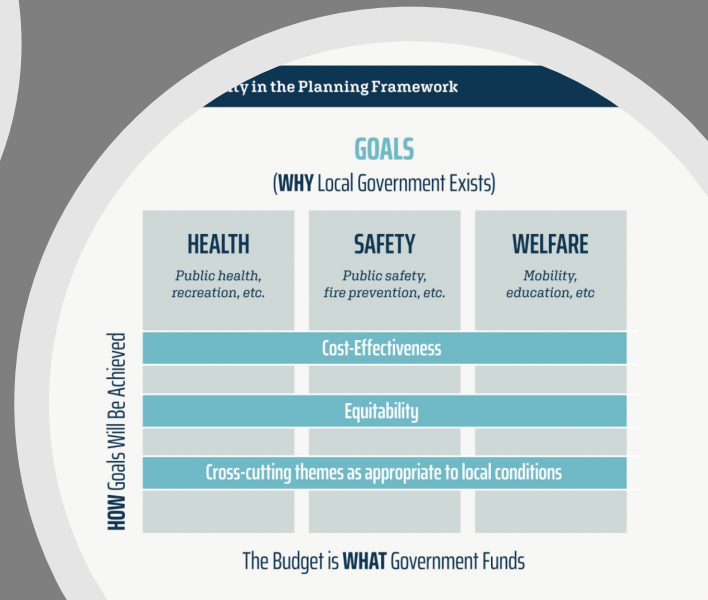 in the Planning Framework
GOALS
(WHY Local Government Exists)
HEALTH
Public health,
recreation, etc.
SAFETY
Public safety,
fire prevention, etc.
WELFARE
Mobility,
education, etc
HOW Goals Will Be Achieved
Cost-Effectiveness
Equitability
Cross-cutting themes as appropriate to local conditions
The Budget is WHAT Government Funds